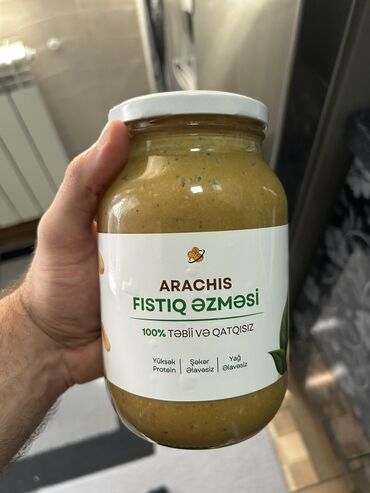 ARACHIS
FISTIQ ƏZMƏSİ
100% TƏBİİ VƏ QATQISIZ
Yüksək Protein
Şəkər Əlavəsiz
Yağ Əlavəsiz